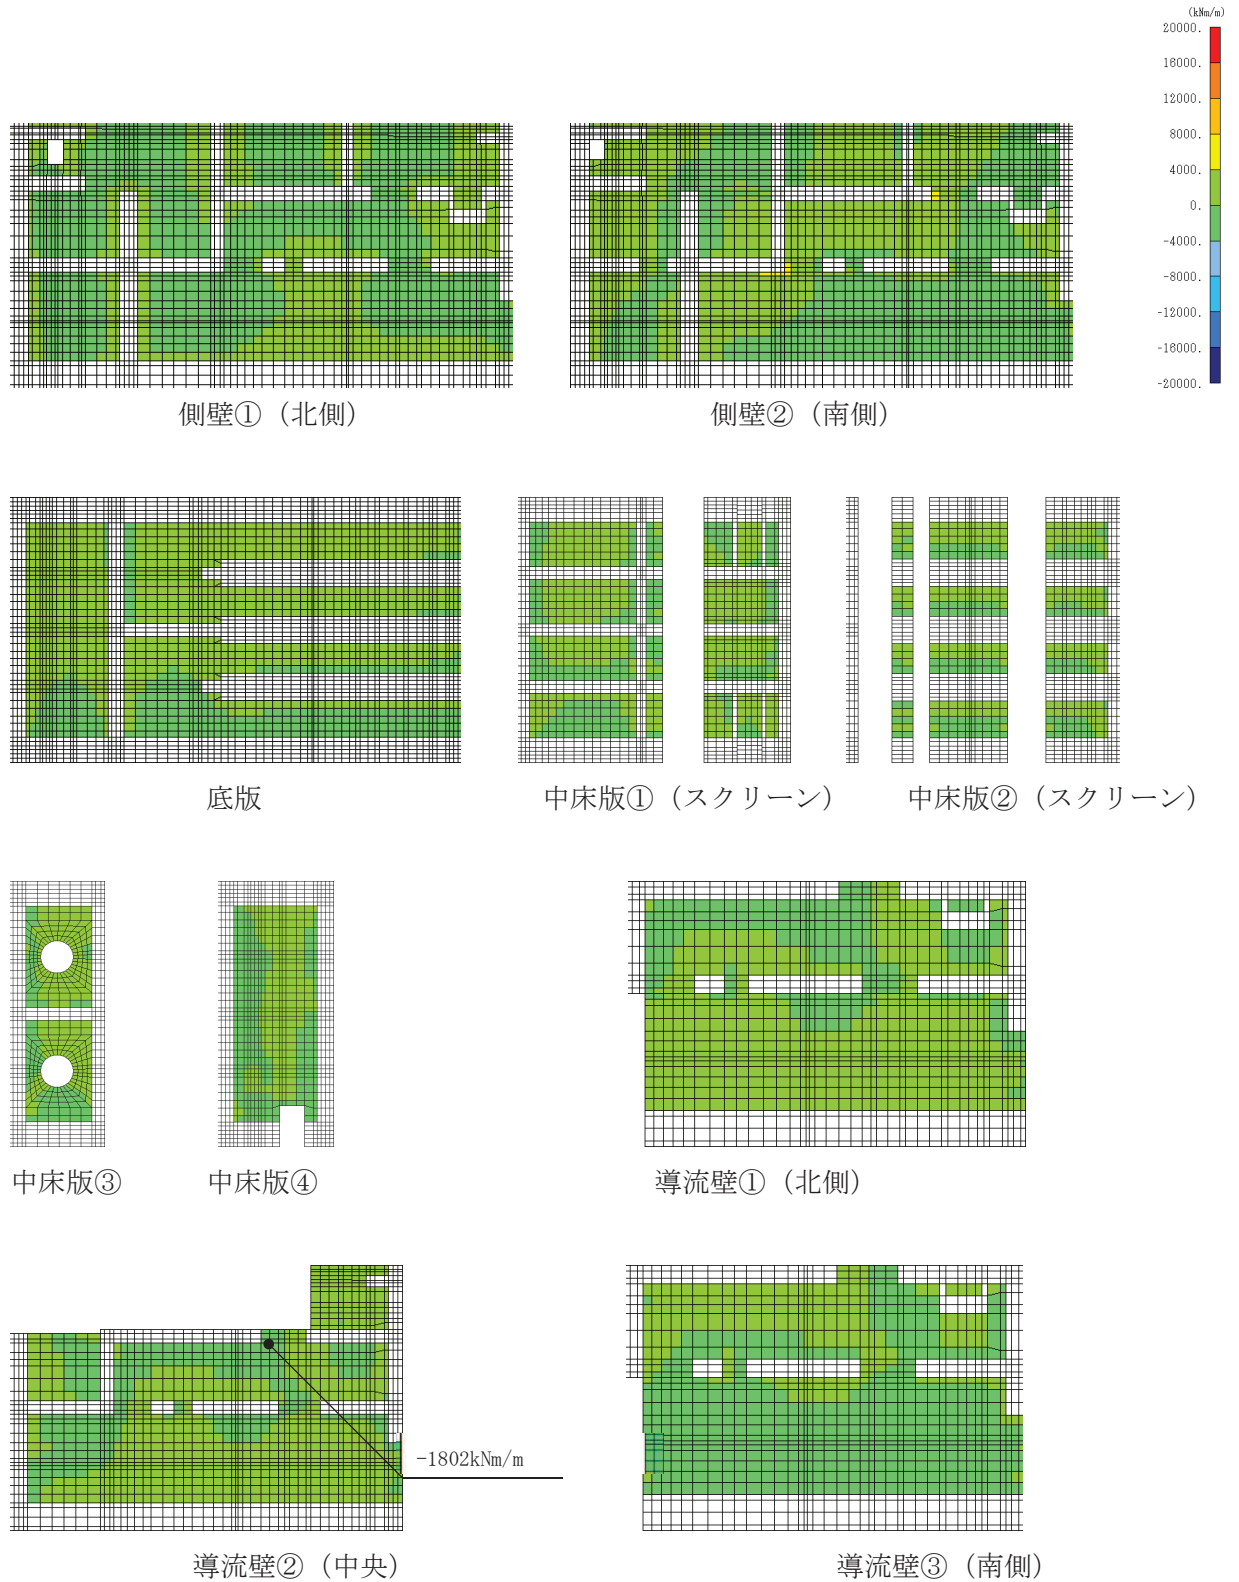 (kNm/m)
20000.
16000.
12000.
8000.
4000.
0.
-4000.
-8000.
-12000.
-16000.
-20000.
側壁①（北側）
側壁②（南側）
底版
中床版①（スクリーン）
中床版②（スクリーン）
中床版③
中床版④
導流壁①（北側）
-1802kNm/m
導流壁②（中央）
導流壁③（南側）